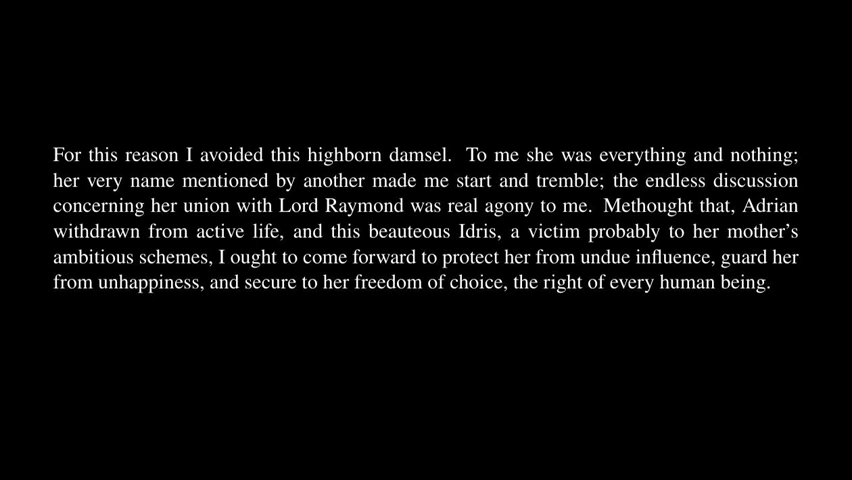 For this reason I avoided this highborn damsel. To me she was everything and nothing;
her very name mentioned by another made me start and tremble; the endless discussion
concerning her union with Lord Raymond was real agony to me. Methought that, Adrian
withdrawn from active life, and this beauteous Idris, a victim probably to her mother’s
ambitious schemes, I ought to come forward to protect her from undue influence, guard her
from unhappiness, and secure to her freedom of choice, the right of every human being.